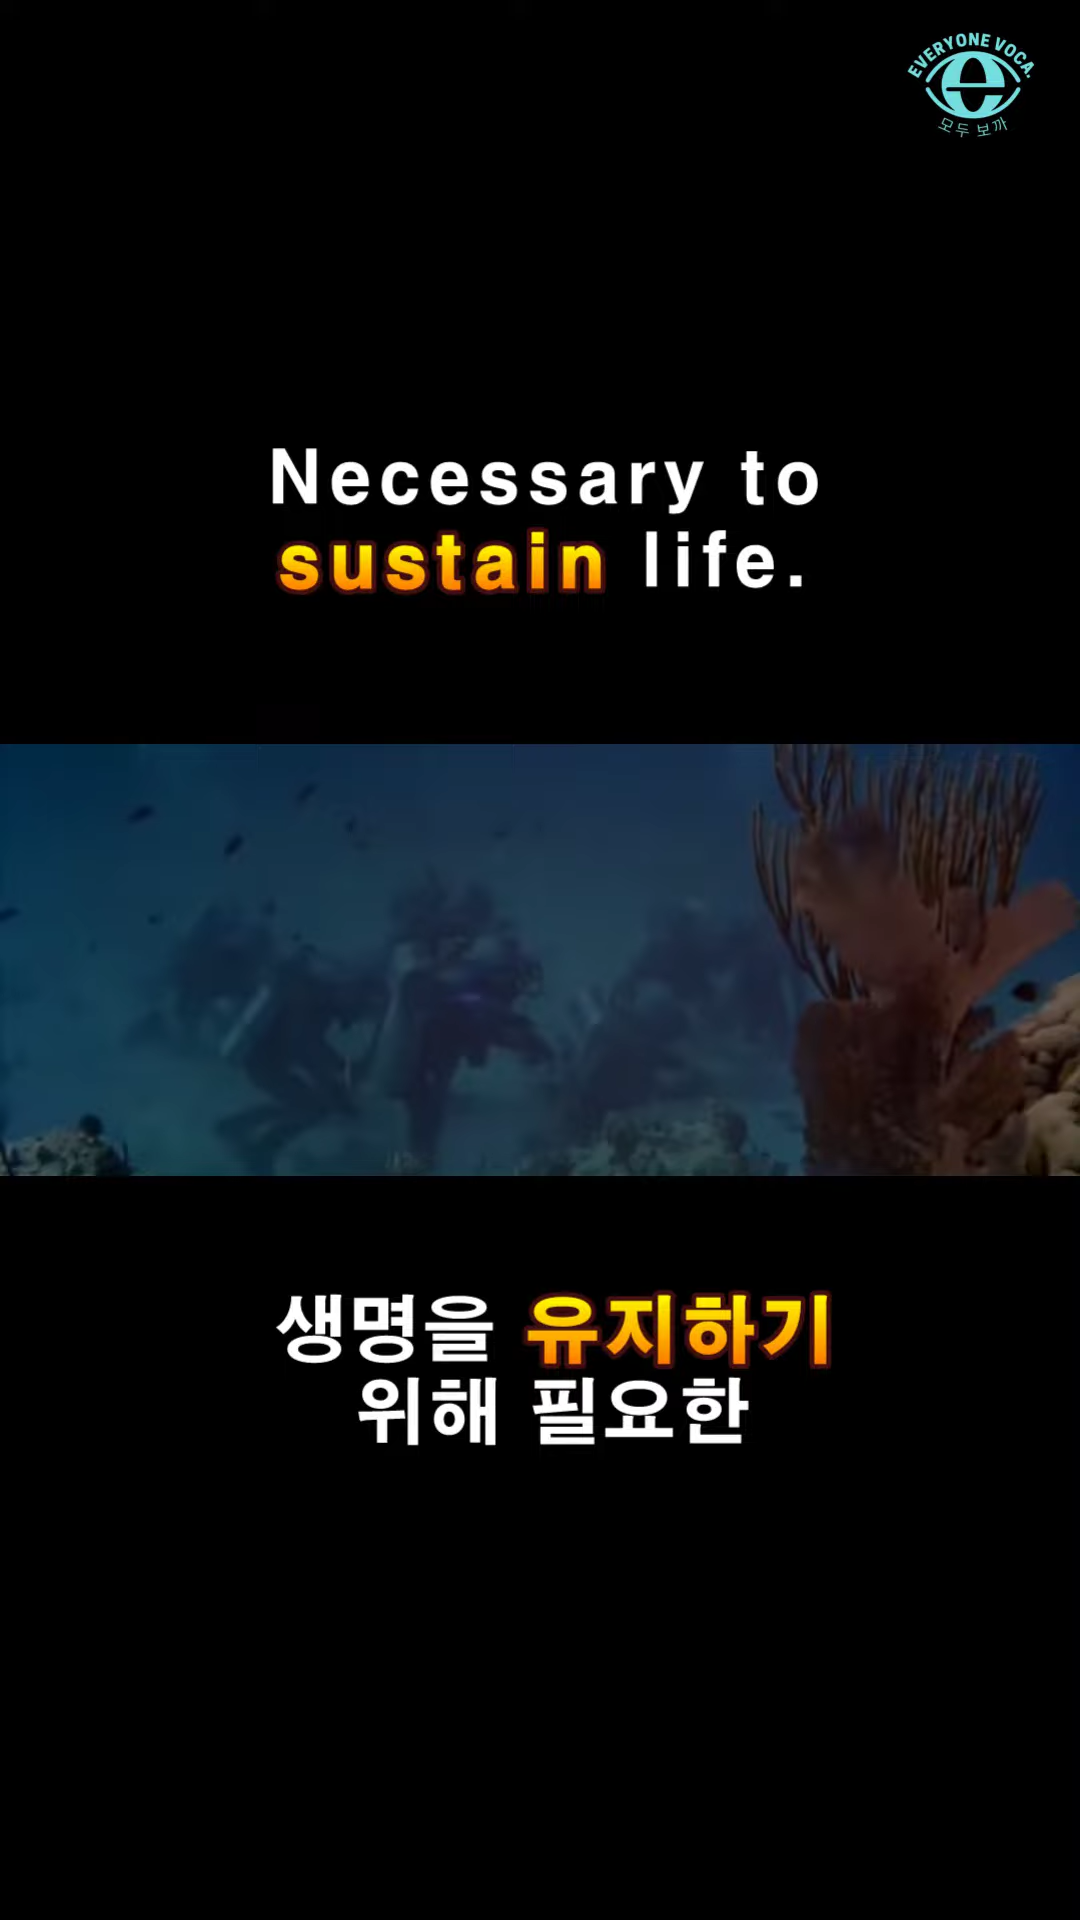 EVERYONE VOCA.
모두 보까
Necessary to
sustain life.
생명을 유지하기
위해 필요한